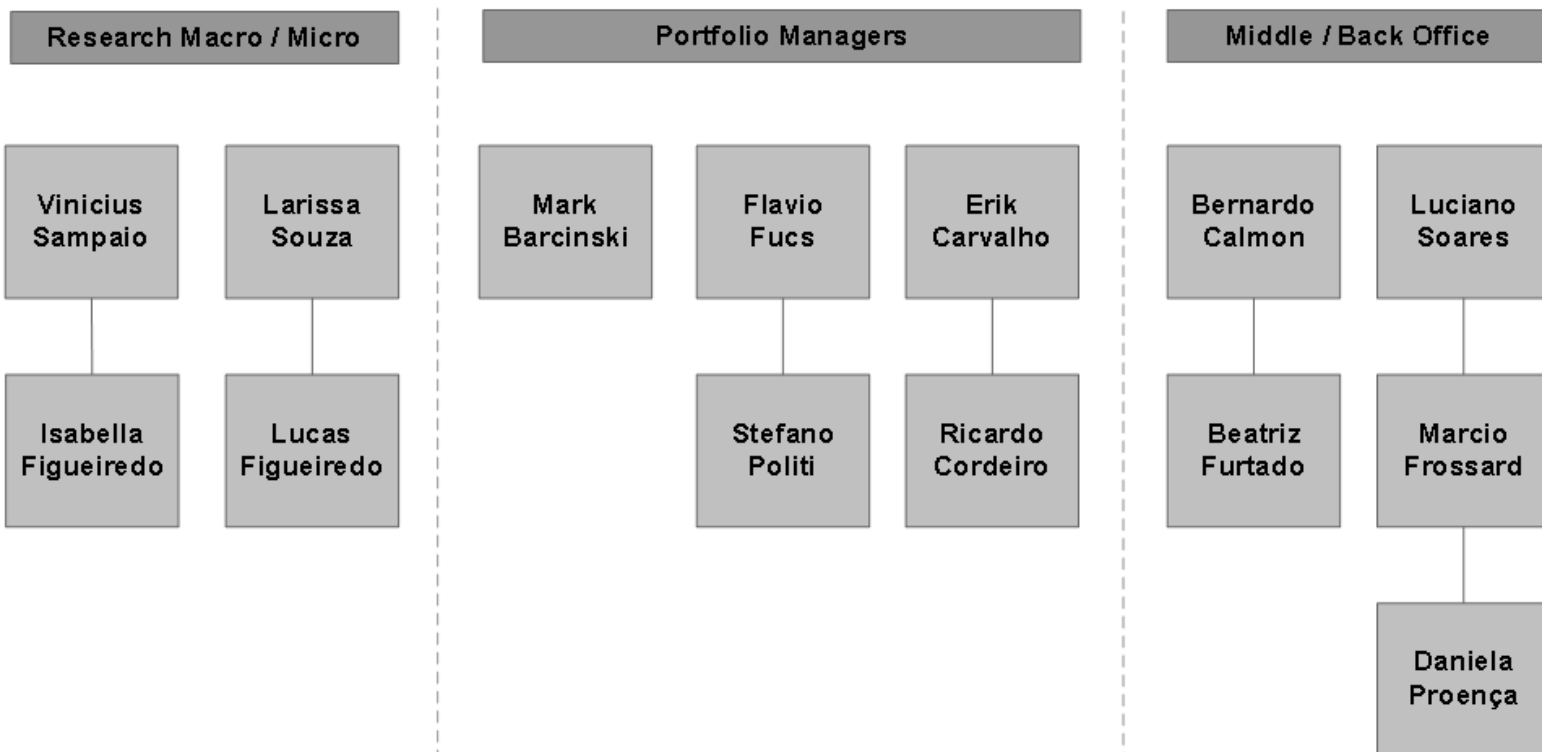 Research Macro / Micro
Portfolio Managers
Middle / Back Office
Vinicius
Sampaio
Larissa
Souza
Mark
Barcinski
Flavio
Fucs
Erik
Carvalho
Bernardo
Calmon
Luciano
Soares
Isabella
Figueiredo
Lucas
Figueiredo
Stefano
Politi
Ricardo
Cordeiro
Beatriz
Furtado
Marcio
Frossard
Daniela
Proença